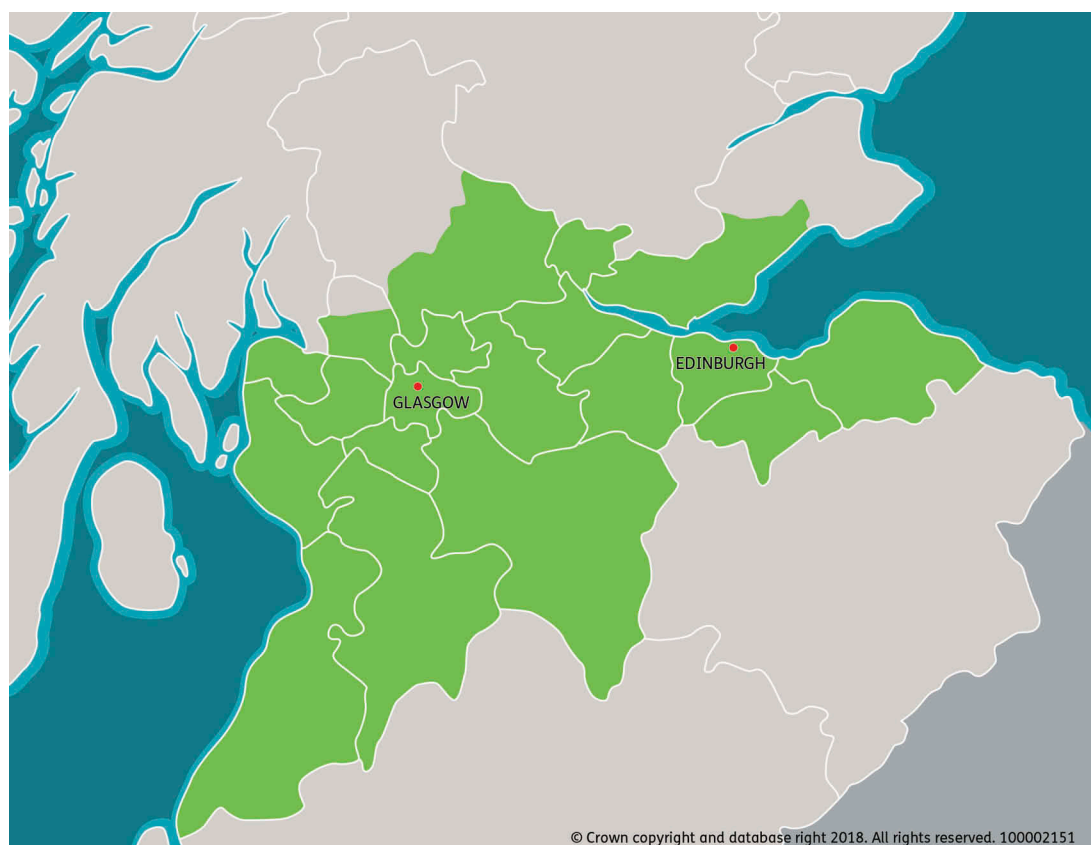 EDINBURGH
GLASGOW
© Crown copyright and database right 2018. All rights reserved. 100002151